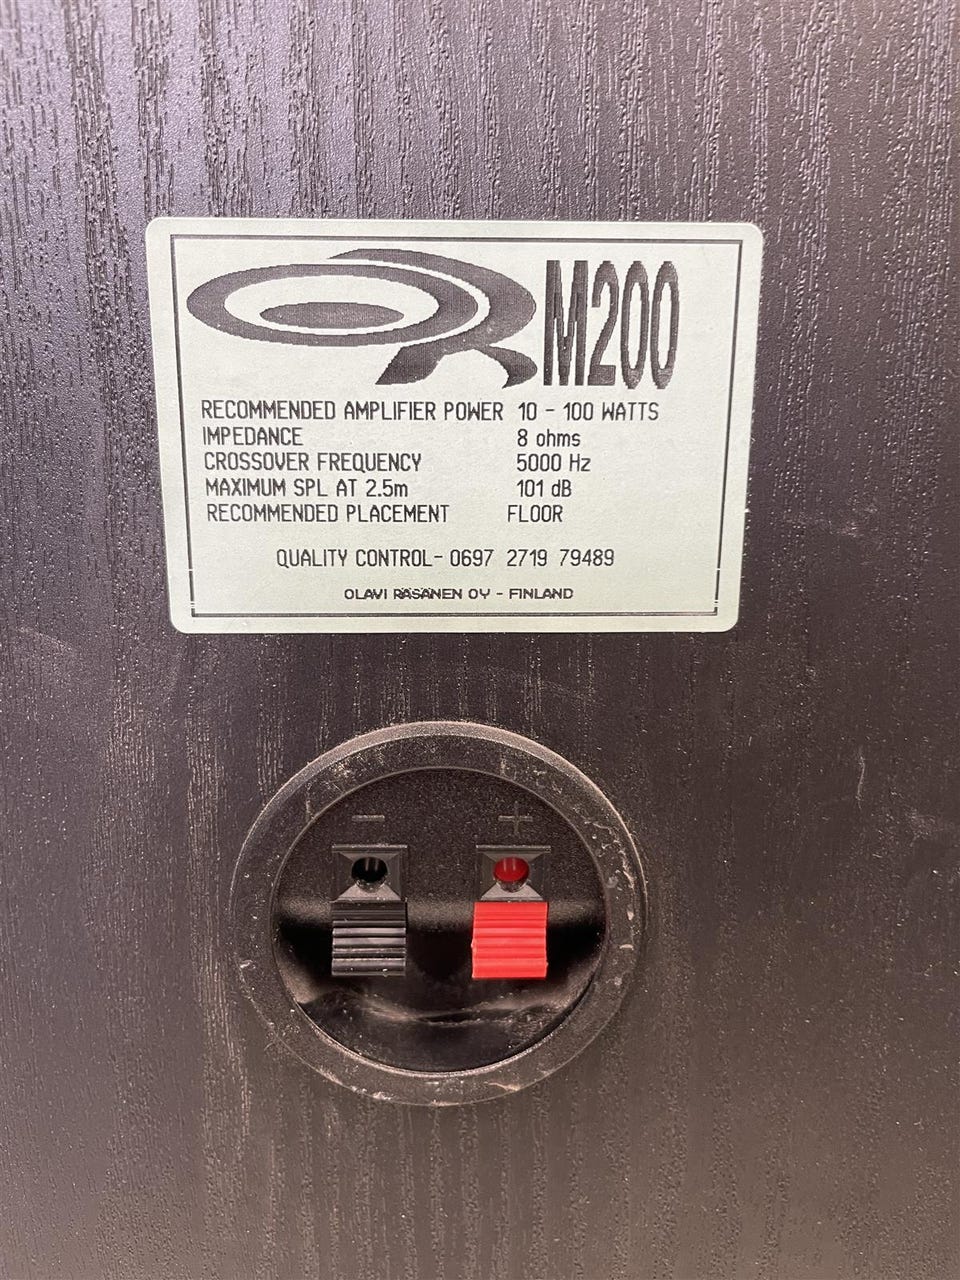 OR M200
RECOMMENDED AMPLIFIER POWER 10 - 100 WATTS
IMPEDANCE 8 ohms
CROSSOVER FREQUENCY 5000 Hz
MAXIMUM SPL AT 2.5m 101 dB
RECOMMENDED PLACEMENT FLOOR
QUALITY CONTROL- 0697 2719 79489
OLAVI RÄSÄNEN OY - FINLAND
- +